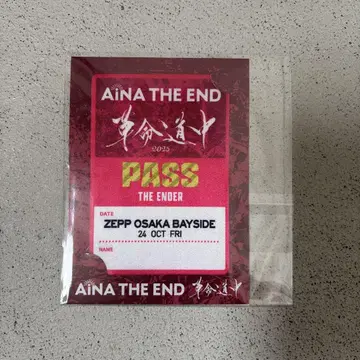 AiNA THE END
革命道中
2025
PASS
THE ENDER
DATE
ZEPP OSAKA BAYSIDE
24 OCT FRI
NAME
AiNA THE END 革命道中